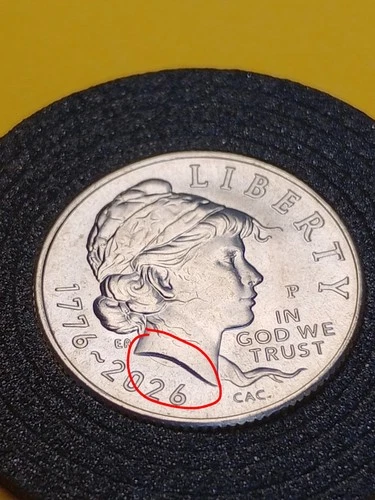 LIBERTY
P
IN
GOD WE
TRUST
1776~2026
CAC.